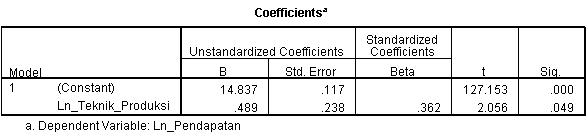 Coefficientsᵃ
Model Unstandardized Coefficients Standardized Coefficients t Sig.
B Std. Error Beta
1 (Constant) 14.837 .117 127.153 .000
Ln_Teknik_Produksi .489 .238 .362 2.056 .049
a. Dependent Variable: Ln_Pendapatan